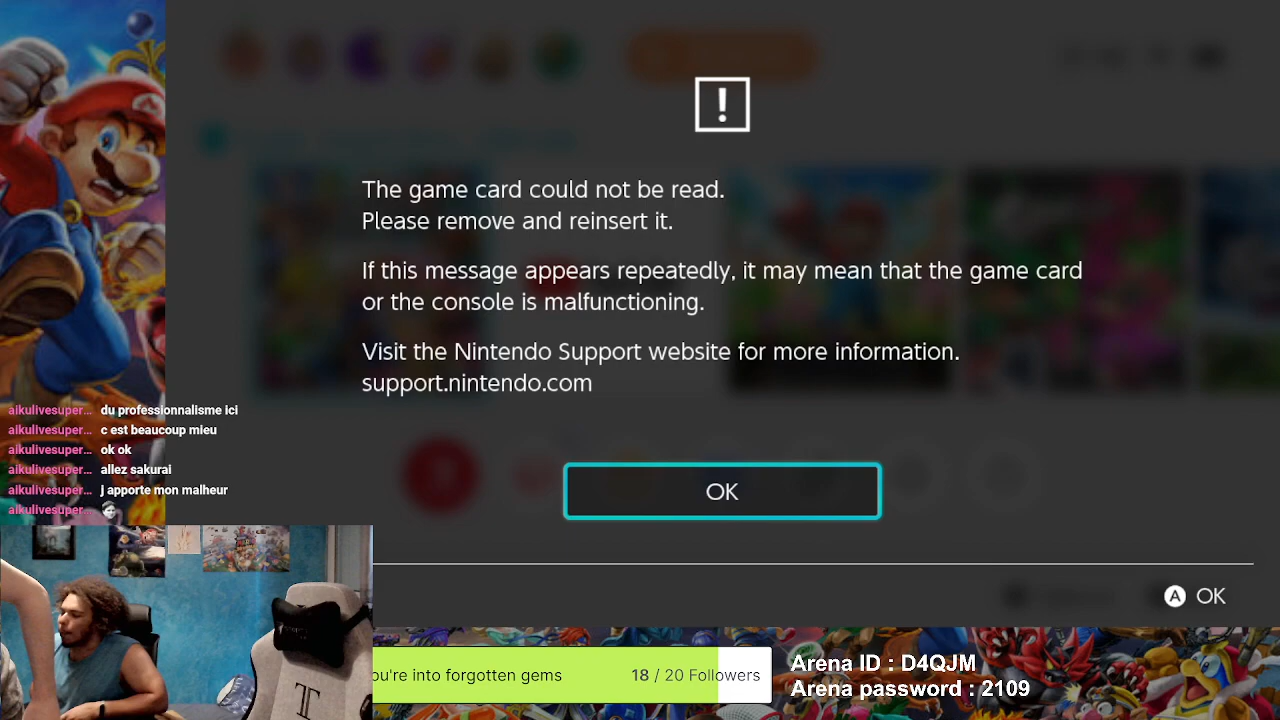 !
The game card could not be read.
Please remove and reinsert it.
If this message appears repeatedly, it may mean that the game card
or the console is malfunctioning.
Visit the Nintendo Support website for more information.
support.nintendo.com
OK
A OK
aikulivesuper... du professionnalisme ici
aikulivesuper... c est beaucoup mieu
aikulivesuper... ok ok
aikulivesuper... allez sakurai
aikulivesuper... j apporte mon malheur
aikulivesuper...
ou're into forgotten gems 18 / 20 Followers
Arena ID : D4QJM
Arena password : 2109